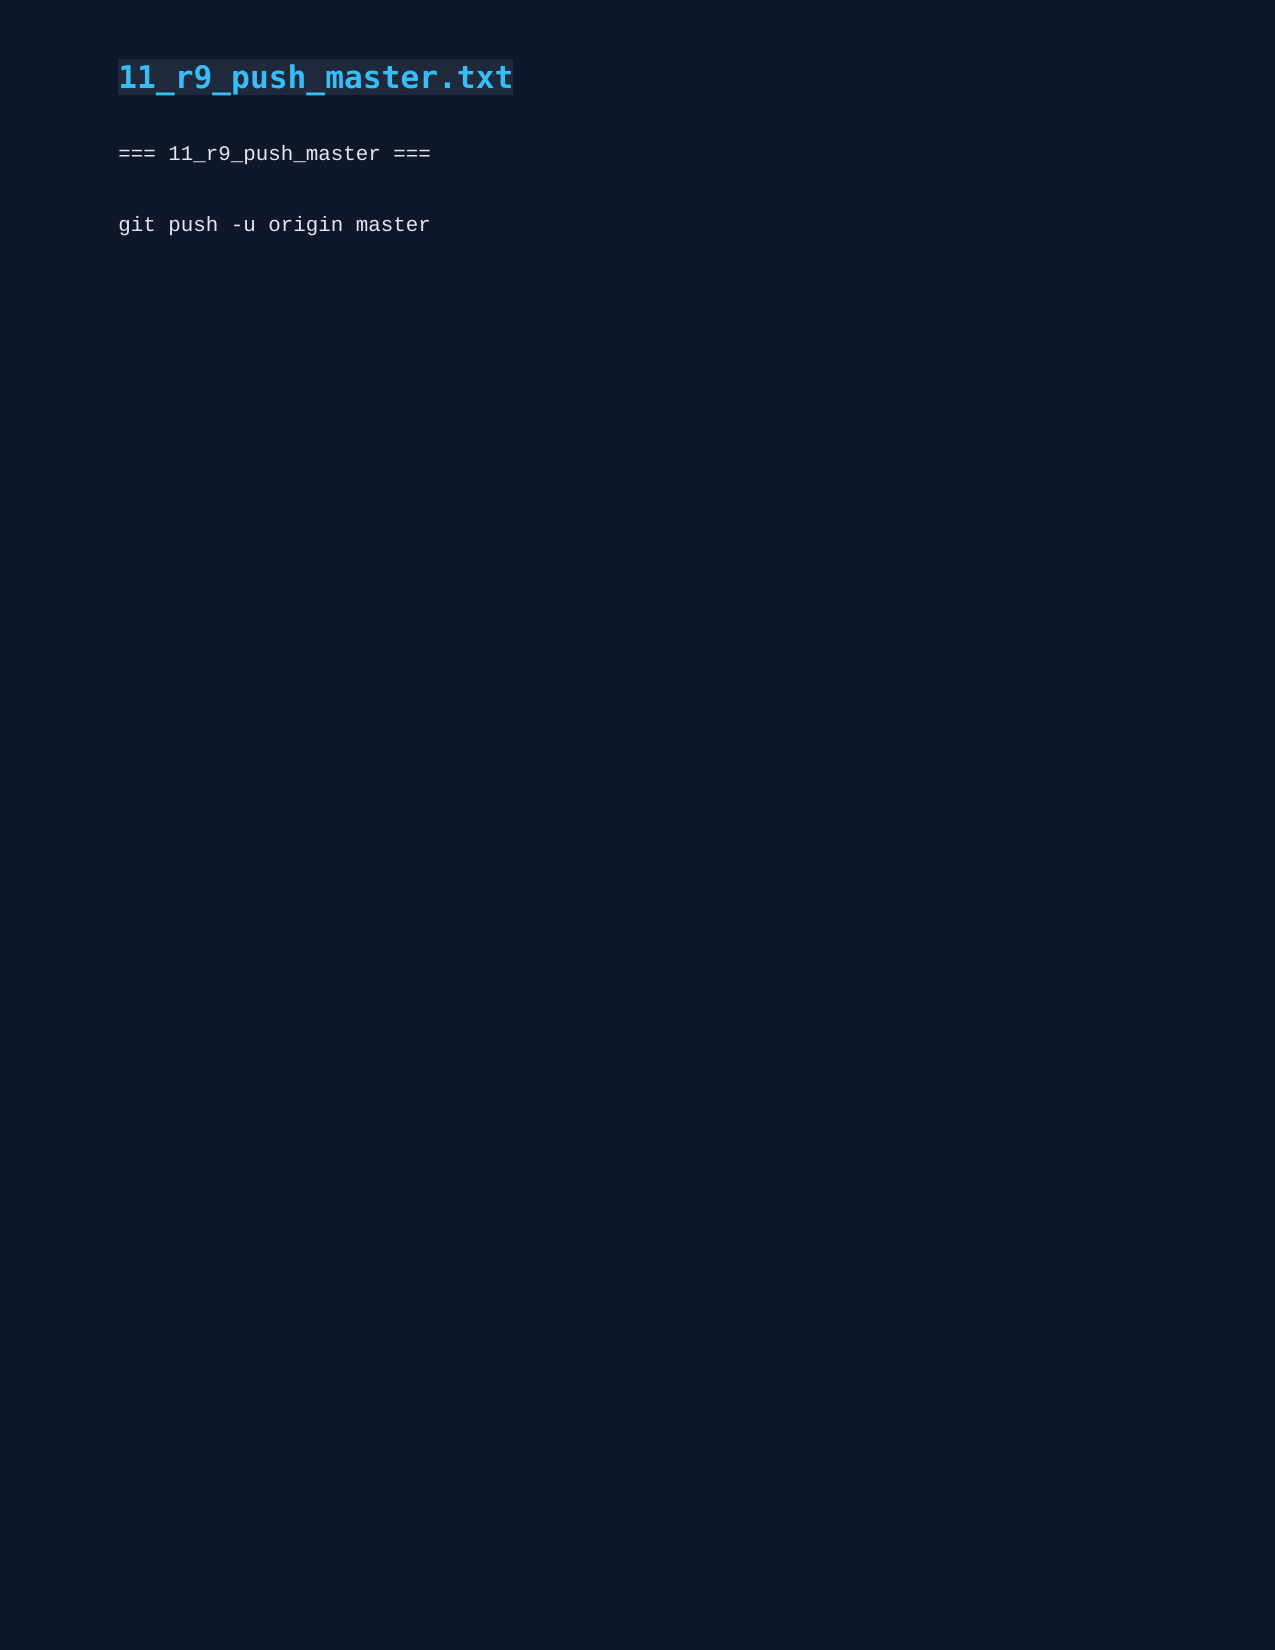 11_r9_push_master.txt
=== 11_r9_push_master ===
git push -u origin master